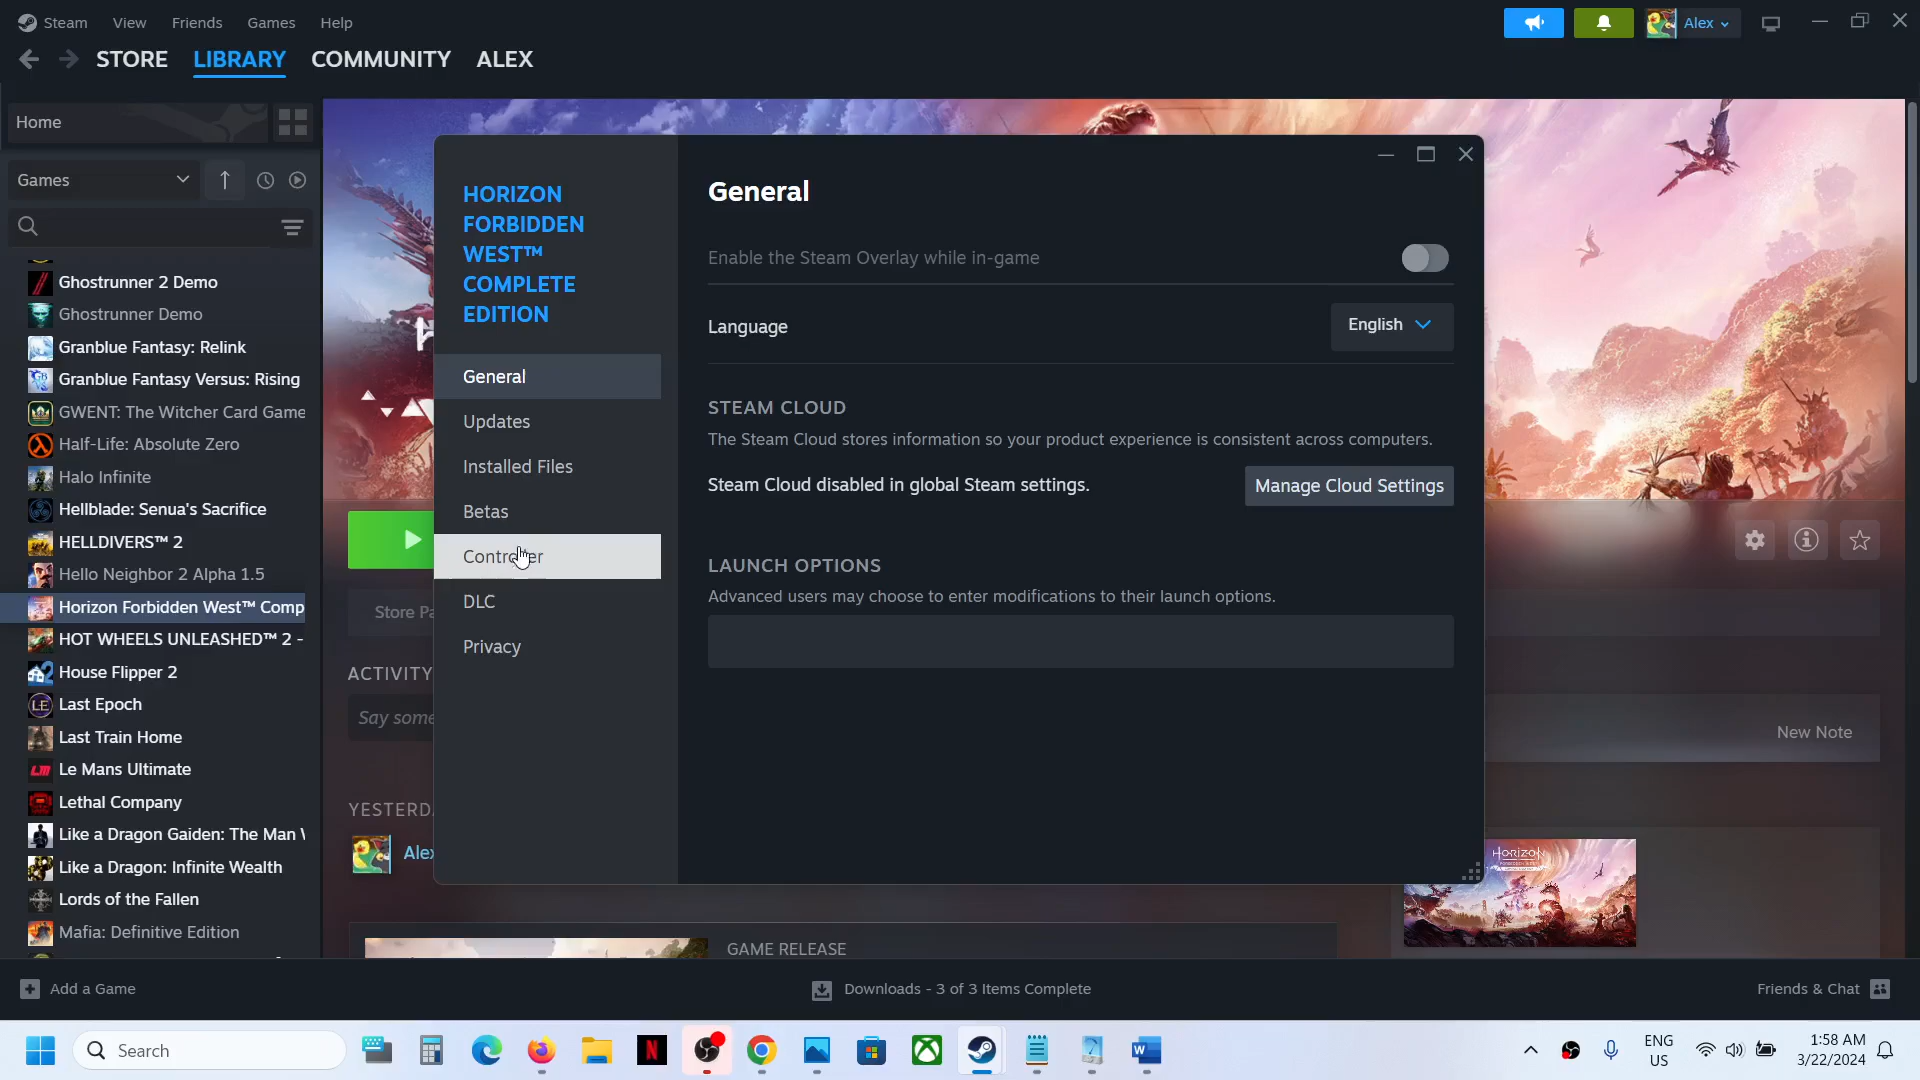 Steam View Friends Games Help
Alex
STORE LIBRARY COMMUNITY ALEX
Home
Games
Ghostrunner 2 Demo
Ghostrunner Demo
Granblue Fantasy: Relink
Granblue Fantasy Versus: Rising
GWENT: The Witcher Card Game
Half-Life: Absolute Zero
Halo Infinite
Hellblade: Senua's Sacrifice
HELLDIVERS™ 2
Hello Neighbor 2 Alpha 1.5
Horizon Forbidden West™ Comp
HOT WHEELS UNLEASHED™ 2 -
House Flipper 2
Last Epoch
Last Train Home
Le Mans Ultimate
Lethal Company
Like a Dragon Gaiden: The Man
Like a Dragon: Infinite Wealth
Lords of the Fallen
Mafia: Definitive Edition
HORIZON
FORBIDDEN
WEST™
COMPLETE
EDITION
General
Updates
Installed Files
Betas
Controller
DLC
Privacy
General
Enable the Steam Overlay while in-game
Language
English
STEAM CLOUD
The Steam Cloud stores information so your product experience is consistent across computers.
Steam Cloud disabled in global Steam settings.
Manage Cloud Settings
LAUNCH OPTIONS
Advanced users may choose to enter modifications to their launch options.
Store Pa
ACTIVITY
Say some
YESTERD
Alex
New Note
GAME RELEASE
HORIZON
Add a Game
Downloads - 3 of 3 Items Complete
Friends & Chat
Search
ENG
US
1:58 AM
3/22/2024